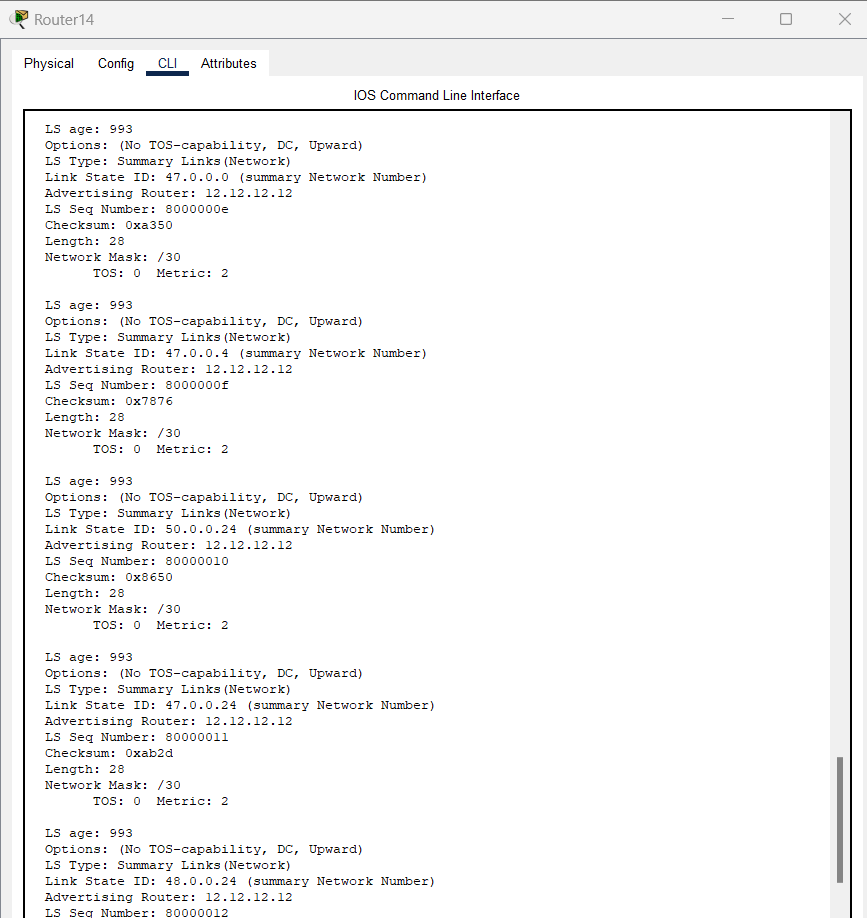 Router14
Physical Config CLI Attributes
IOS Command Line Interface
LS age: 993
Options: (No TOS-capability, DC, Upward)
LS Type: Summary Links(Network)
Link State ID: 47.0.0.0 (summary Network Number)
Advertising Router: 12.12.12.12
LS Seq Number: 8000000e
Checksum: 0xa350
Length: 28
Network Mask: /30
TOS: 0 Metric: 2
LS age: 993
Options: (No TOS-capability, DC, Upward)
LS Type: Summary Links(Network)
Link State ID: 47.0.0.4 (summary Network Number)
Advertising Router: 12.12.12.12
LS Seq Number: 8000000f
Checksum: 0x7876
Length: 28
Network Mask: /30
TOS: 0 Metric: 2
LS age: 993
Options: (No TOS-capability, DC, Upward)
LS Type: Summary Links(Network)
Link State ID: 50.0.0.24 (summary Network Number)
Advertising Router: 12.12.12.12
LS Seq Number: 80000010
Checksum: 0x8650
Length: 28
Network Mask: /30
TOS: 0 Metric: 2
LS age: 993
Options: (No TOS-capability, DC, Upward)
LS Type: Summary Links(Network)
Link State ID: 47.0.0.24 (summary Network Number)
Advertising Router: 12.12.12.12
LS Seq Number: 80000011
Checksum: 0xab2d
Length: 28
Network Mask: /30
TOS: 0 Metric: 2
LS age: 993
Options: (No TOS-capability, DC, Upward)
LS Type: Summary Links(Network)
Link State ID: 48.0.0.24 (summary Network Number)
Advertising Router: 12.12.12.12
LS Seq Number: 80000012